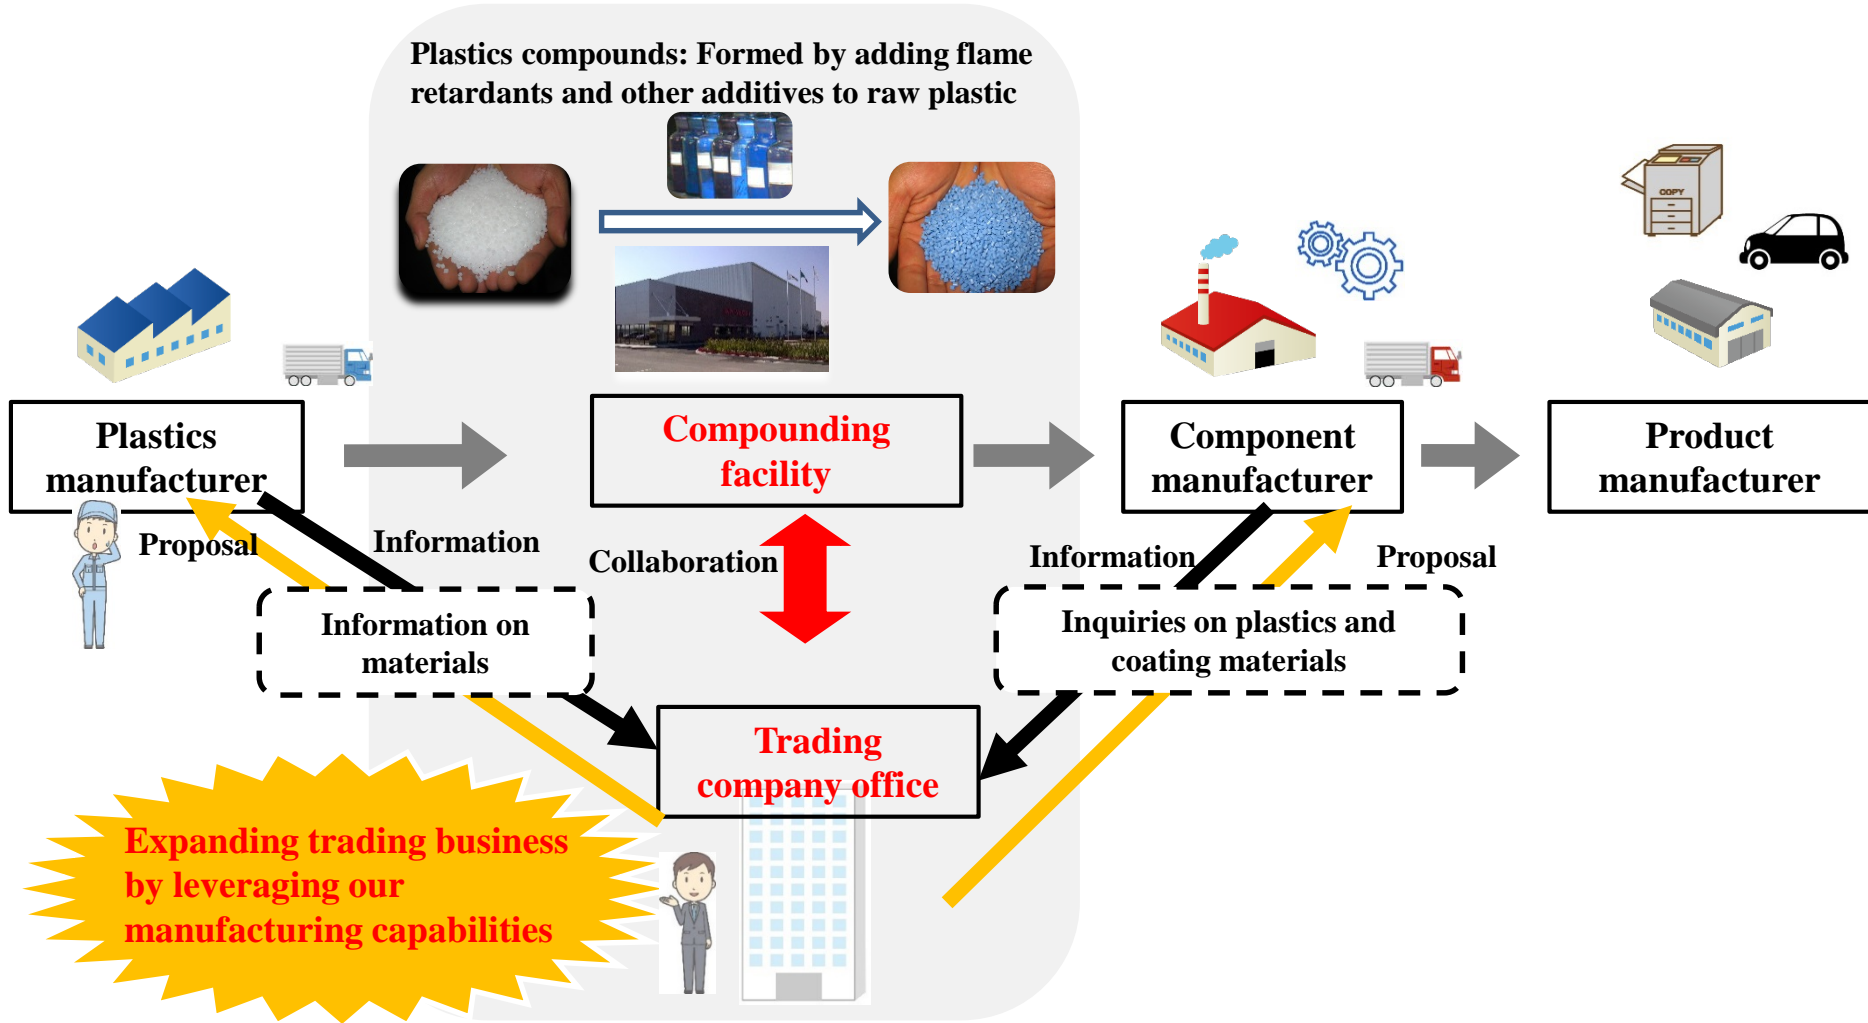 Plastics compounds: Formed by adding flame
retardants and other additives to raw plastic
COPY
Plastics
manufacturer
Compounding
facility
Component
manufacturer
Product
manufacturer
Proposal
Information
Collaboration
Information
Proposal
Information on
materials
Inquiries on plastics and
coating materials
Trading
company office
Expanding trading business
by leveraging our
manufacturing capabilities